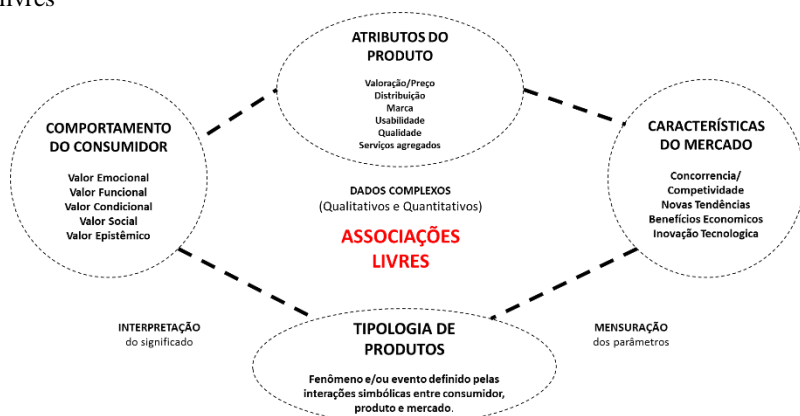 livres
ATRIBUTOS DO
PRODUTO
Valoração/Preço
Distribuição
Marca
Usabilidade
Qualidade
Serviços agregados
COMPORTAMENTO
DO CONSUMIDOR
Valor Emocional
Valor Funcional
Valor Condicional
Valor Social
Valor Epistêmico
CARACTERÍSTICAS
DO MERCADO
Concorrencia/
Competividade
Novas Tendências
Benefícios Economicos
Inovação Tecnologica
DADOS COMPLEXOS
(Qualitativos e Quantitativos)
ASSOCIAÇÕES
LIVRES
INTERPRETAÇÃO
do significado
MENSURAÇÃO
dos parâmetros
TIPOLOGIA DE
PRODUTOS
Fenômeno e/ou evento definido pelas
interações simbólicas entre consumidor,
produto e mercado.